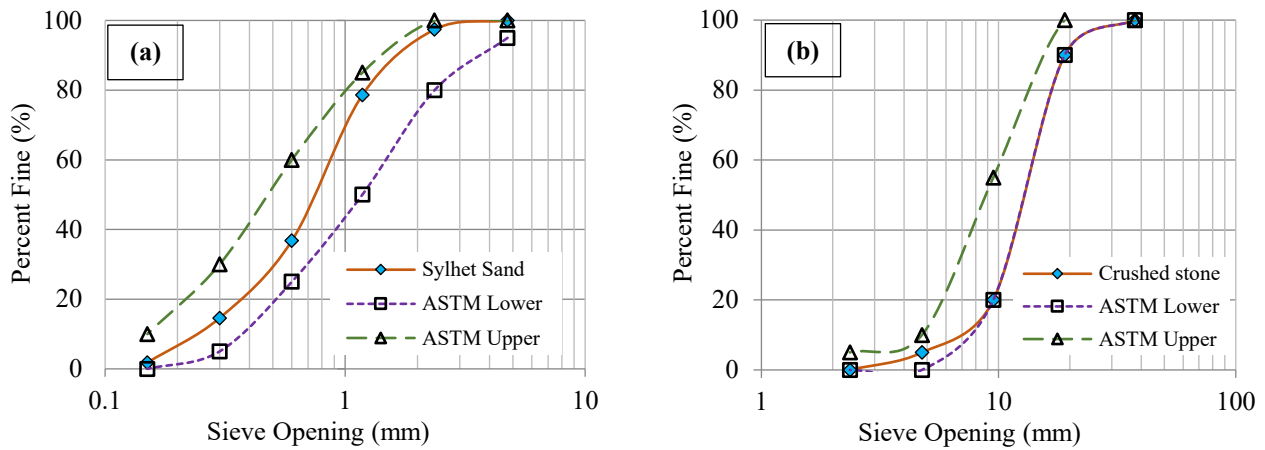 (a)
Percent Fine (%)
100
80
60
40
20
0
0.1
1
10
Sieve Opening (mm)
Sylhet Sand
ASTM Lower
ASTM Upper
(b)
Percent Fine (%)
100
80
60
40
20
0
1
10
100
Sieve Opening (mm)
Crushed stone
ASTM Lower
ASTM Upper